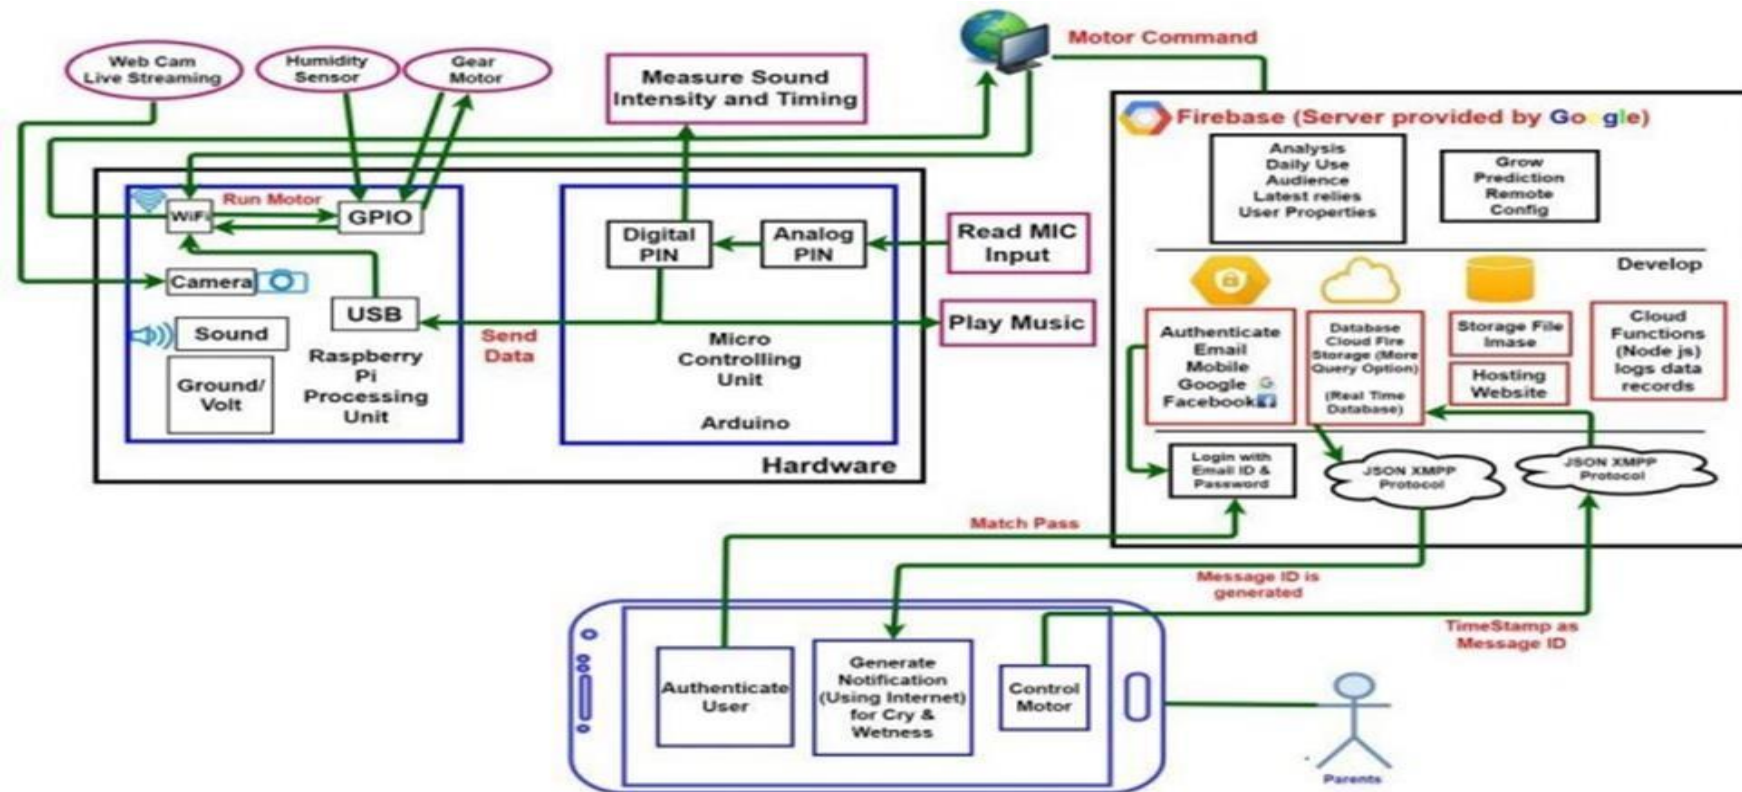 Web Cam
Live Streaming
Humidity
Sensor
Gear
Motor
Measure Sound
Intensity and Timing
Motor Command
Firebase (Server provided by Google)
Analysis
Daily Use
Audience
Latest relies
User Properties
Grow
Prediction
Remote
Config
Develop
WiFi
Run Motor
GPIO
Camera
Sound
USB
Ground/
Volt
Raspberry
Pi
Processing
Unit
Send
Data
Digital
PIN
Analog
PIN
Read MIC
Input
Play Music
Micro
Controlling
Unit
Arduino
Hardware
Authenticate
Email
Mobile
Google G
Facebook f
Database
Cloud Fire
Storage (More
Query Option)
(Real Time
Database)
Storage File
Imase
Hosting
Website
Cloud
Functions
(Node js)
logs data
records
Login with
Email ID &
Password
JSON XMPP
Protocol
JSON XMPP
Protocol
Match Pass
Message ID is
generated
TimeStamp as
Message ID
Authenticate
User
Generate
Notification
(Using Internet)
for Cry &
Wetness
Control
Motor
Parents